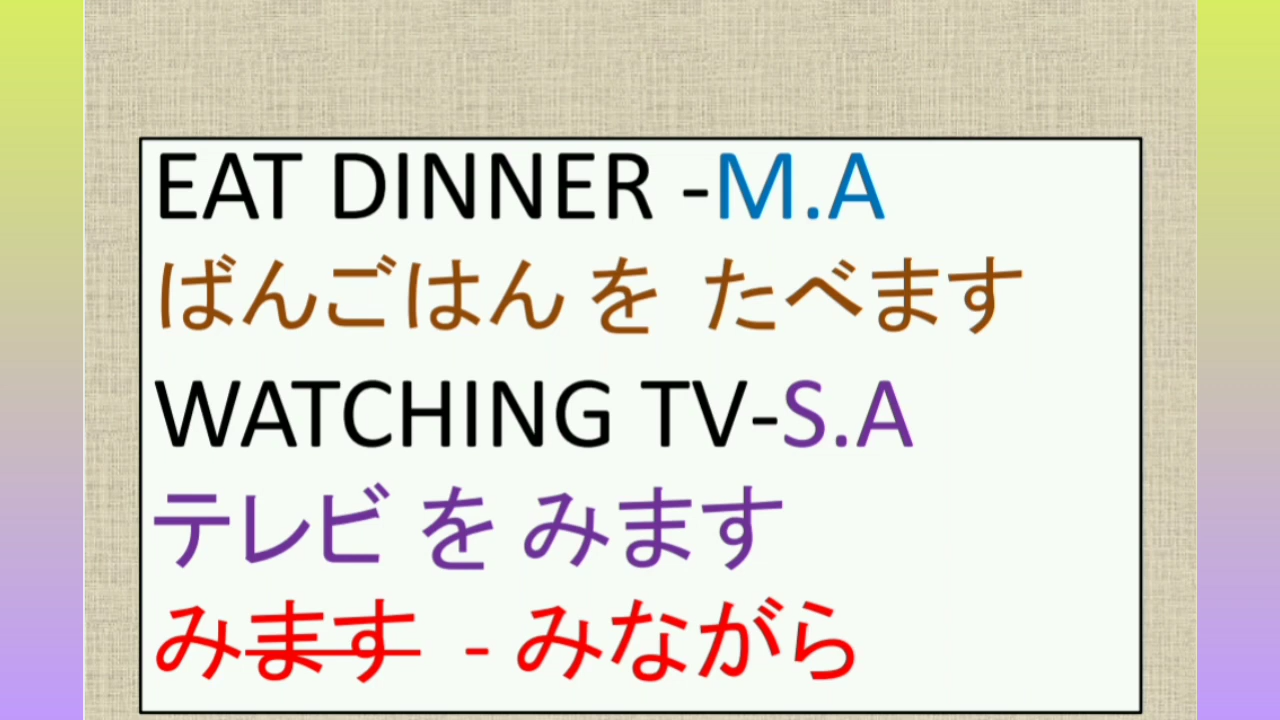 EAT DINNER -M.A
ばんごはん を たべます
WATCHING TV-S.A
テレビ を みます
みます - みながら